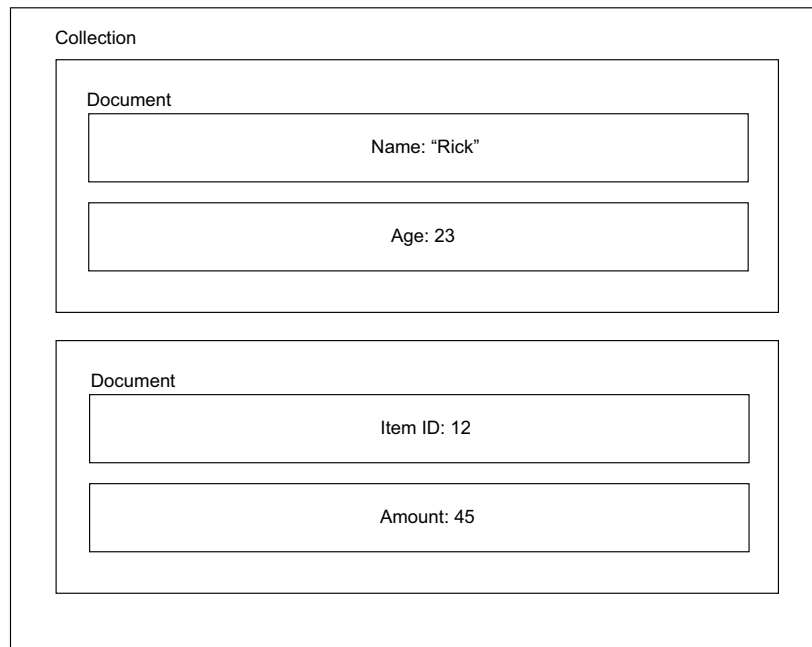 Collection
Document
Name: “Rick”
Age: 23
Document
Item ID: 12
Amount: 45